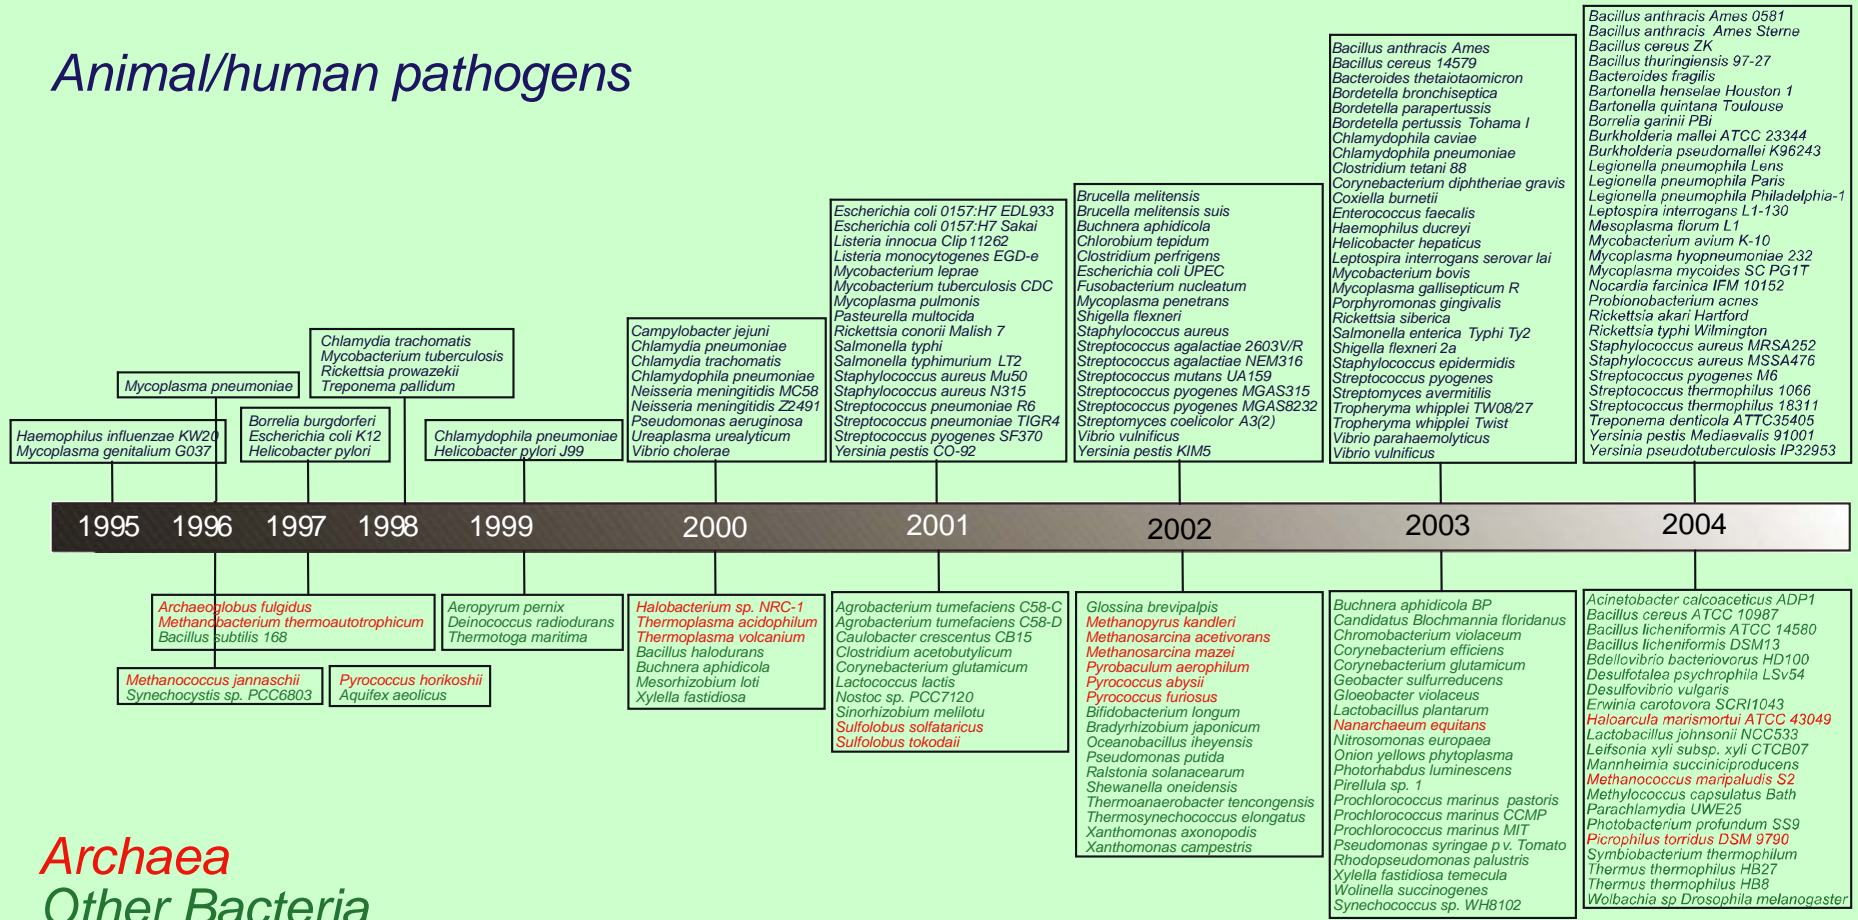 Animal/human pathogens
Haemophilus influenzae KW20
Mycoplasma genitalium G037
Mycoplasma pneumoniae
Borrelia burgdorferi
Escherichia coli K12
Helicobacter pylori
Chlamydia trachomatis
Mycobacterium tuberculosis
Rickettsia prowazekii
Treponema pallidum
Chlamydophila pneumoniae
Helicobacter pylori J99
Campylobacter jejuni
Chlamydia pneumoniae
Chlamydia trachomatis
Chlamydophila pneumoniae
Neisseria meningitidis MC58
Neisseria meningitidis Z2491
Pseudomonas aeruginosa
Ureaplasma urealyticum
Vibrio cholerae
Escherichia coli 0157:H7 EDL933
Escherichia coli 0157:H7 Sakai
Listeria innocua Clip11262
Listeria monocytogenes EGD-e
Mycobacterium leprae
Mycobacterium tuberculosis CDC
Mycoplasma pulmonis
Pasteurella multocida
Rickettsia conorii Malish 7
Salmonella typhi
Salmonella typhimurium LT2
Staphylococcus aureus Mu50
Staphylococcus aureus N315
Streptococcus pneumoniae R6
Streptococcus pneumoniae TIGR4
Streptococcus pyogenes SF370
Yersinia pestis CO-92
Brucella melitensis
Brucella melitensis suis
Buchnera aphidicola
Chlorobium tepidum
Clostridium perfrigens
Escherichia coli UPEC
Fusobacterium nucleatum
Mycoplasma penetrans
Shigella flexneri
Staphylococcus aureus
Streptococcus agalactiae 2603V/R
Streptococcus agalactiae NEM316
Streptococcus mutans UA159
Streptococcus pyogenes MGAS315
Streptococcus pyogenes MGAS8232
Streptomyces coelicolor A3(2)
Vibrio vulnificus
Yersinia pestis KIM5
Bacillus anthracis Ames
Bacillus cereus 14579
Bacteroides thetaiotaomicron
Bordetella bronchiseptica
Bordetella parapertussis
Bordetella pertussis Tohama I
Chlamydophila caviae
Chlamydophila pneumoniae
Clostridium tetani 88
Corynebacterium diphtheriae gravis
Coxiella burnetii
Enterococcus faecalis
Haemophilus ducreyi
Helicobacter hepaticus
Leptospira interrogans serovar lai
Mycobacterium bovis
Mycoplasma gallisepticum R
Porphyromonas gingivalis
Rickettsia siberica
Salmonella enterica Typhi Ty2
Shigella flexneri 2a
Staphylococcus epidermidis
Streptococcus pyogenes
Streptomyces avermitilis
Tropheryma whipplei TW08/27
Tropheryma whipplei Twist
Vibrio parahaemolyticus
Vibrio vulnificus
Bacillus anthracis Ames 0581
Bacillus anthracis Ames Sterne
Bacillus cereus ZK
Bacillus thuringiensis 97-27
Bacteroides fragilis
Bartonella henselae Houston 1
Bartonella quintana Toulouse
Borrelia garinii PBi
Burkholderia mallei ATCC 23344
Burkholderia pseudomallei K96243
Legionella pneumophila Lens
Legionella pneumophila Paris
Legionella pneumophila Philadelphia-1
Leptospira interrogans L1-130
Mesoplasma florum L1
Mycobacterium avium K-10
Mycoplasma hyopneumoniae 232
Mycoplasma mycoides SC PG1T
Nocardia farcinica IFM 10152
Probionobacterium acnes
Rickettsia akari Hartford
Rickettsia typhi Wilmington
Staphylococcus aureus MRSA252
Staphylococcus aureus MSSA476
Streptococcus pyogenes M6
Streptococcus thermophilus 1066
Streptococcus thermophilus 18311
Treponema denticola ATTC35405
Yersinia pestis Mediaevalis 91001
Yersinia pseudotuberculosis IP32953
1995 1996 1997 1998 1999 2000 2001 2002 2003 2004
Archaeoglobus fulgidus
Methanobacterium thermoautotrophicum
Bacillus subtilis 168
Methanococcus jannaschii
Synechocystis sp. PCC6803
Pyrococcus horikoshii
Aquifex aeolicus
Aeropyrum pernix
Deinococcus radiodurans
Thermotoga maritima
Halobacterium sp. NRC-1
Thermoplasma acidophilum
Thermoplasma volcanium
Bacillus halodurans
Buchnera aphidicola
Mesorhizobium loti
Xylella fastidiosa
Agrobacterium tumefaciens C58-C
Agrobacterium tumefaciens C58-D
Caulobacter crescentus CB15
Clostridium acetobutylicum
Corynebacterium glutamicum
Lactococcus lactis
Nostoc sp. PCC7120
Sinorhizobium melilotu
Sulfolobus solfataricus
Sulfolobus tokodaii
Glossina brevipalpis
Methanopyrus kandleri
Methanosarcina acetivorans
Methanosarcina mazei
Pyrobaculum aerophilum
Pyrococcus abysii
Pyrococcus furiosus
Bifidobacterium longum
Bradyrhizobium japonicum
Oceanobacillus iheyensis
Pseudomonas putida
Ralstonia solanacearum
Shewanella oneidensis
Thermoanaerobacter tencongensis
Thermosynechococcus elongatus
Xanthomonas axonopodis
Xanthomonas campestris
Buchnera aphidicola BP
Candidatus Blochmannia floridanus
Chromobacterium violaceum
Corynebacterium efficiens
Corynebacterium glutamicum
Geobacter sulfurreducens
Gloeobacter violaceus
Lactobacillus plantarum
Nanarchaeum equitans
Nitrosomonas europaea
Onion yellows phytoplasma
Photorhabdus luminescens
Pirellula sp. 1
Prochlorococcus marinus pastoris
Prochlorococcus marinus CCMP
Prochlorococcus marinus MIT
Pseudomonas syringae p v. Tomato
Rhodopseudomonas palustris
Xylella fastidiosa temecula
Wolinella succinogenes
Synechococcus sp. WH8102
Acinetobacter calcoaceticus ADP1
Bacillus cereus ATCC 10987
Bacillus licheniformis ATCC 14580
Bacillus licheniformis DSM13
Bdellovibrio bacteriovorus HD100
Desulfotalea psychrophila LSv54
Desulfovibrio vulgaris
Erwinia carotovora SCRI1043
Haloarcula marismortui ATCC 43049
Lactobacillus johnsonii NCC533
Leifsonia xyli subsp. xyli CTCB07
Mannheimia succiniciproducens
Methanococcus maripaludis S2
Methylococcus capsulatus Bath
Parachlamydia UWE25
Photobacterium profundum SS9
Picrophilus torridus DSM 9790
Symbiobacterium thermophilum
Thermus thermophilus HB27
Thermus thermophilus HB8
Wolbachia sp Drosophila melanogaster
Archaea
Other Bacteria